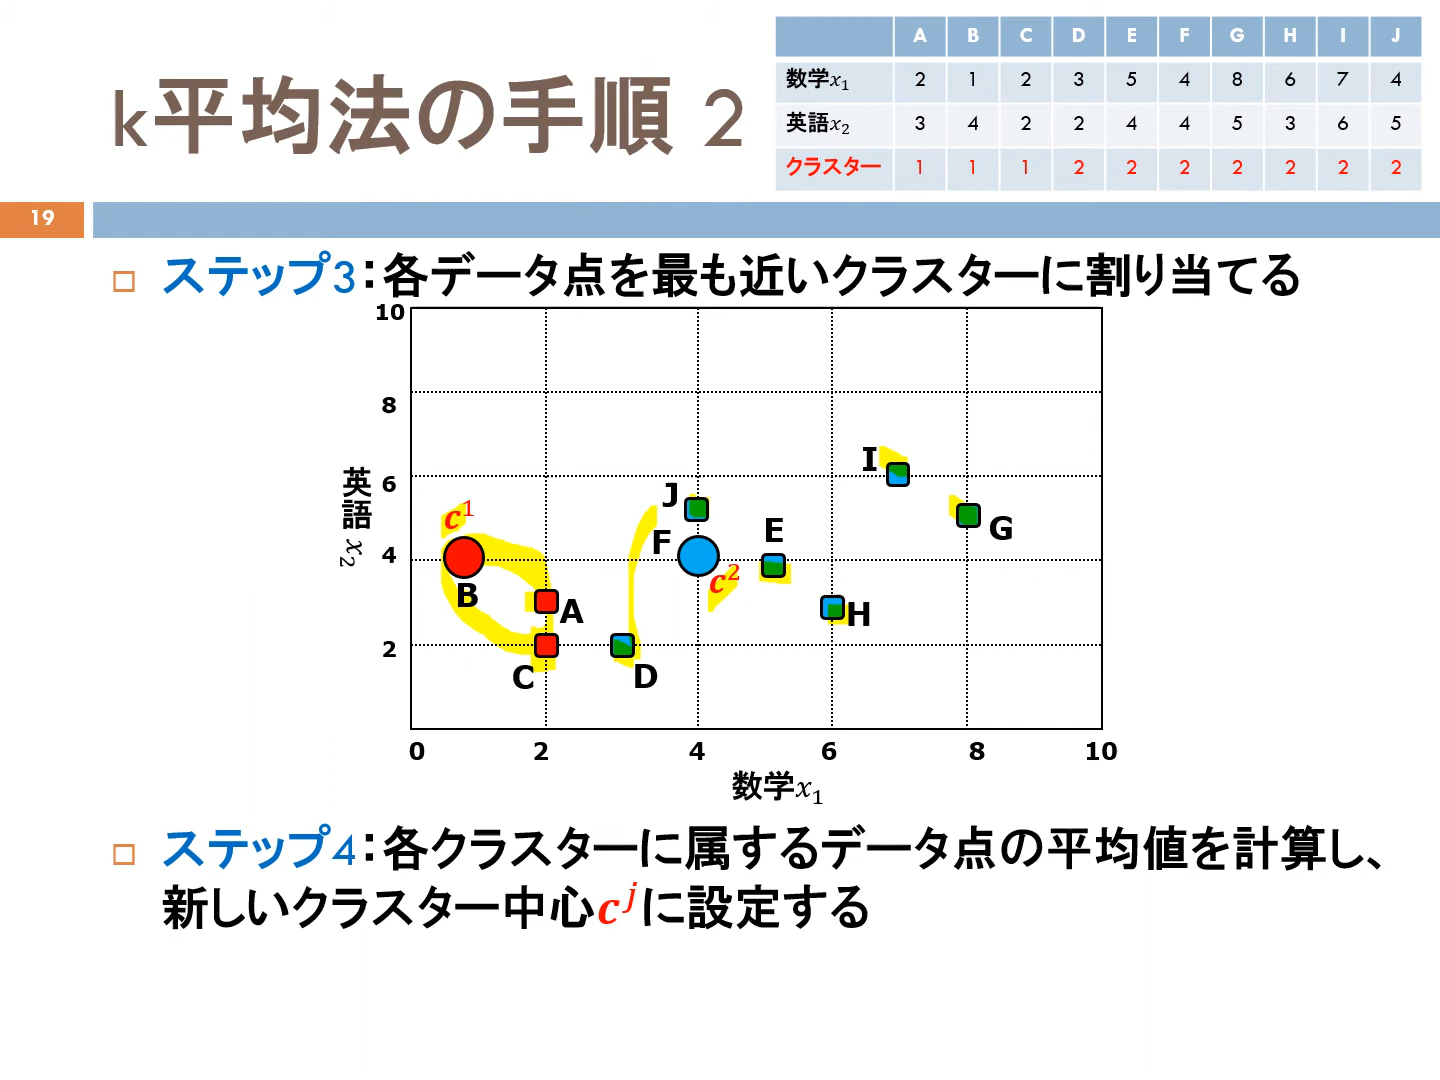 k平均法の手順 2
A B C D E F G H I J
数学x₁ 2 1 2 3 5 4 8 6 7 4
英語x₂ 3 4 2 2 4 4 5 3 6 5
クラスター 1 1 1 2 2 2 2 2 2 2
19
ステップ3：各データ点を最も近いクラスターに割り当てる
10
8
I
英語 x₂
6
J
G
c¹
E
F
4
c²
B
A
H
2
C
D
0 2 4 6 8 10
数学x₁
ステップ4：各クラスターに属するデータ点の平均値を計算し、
新しいクラスター中心cʲに設定する